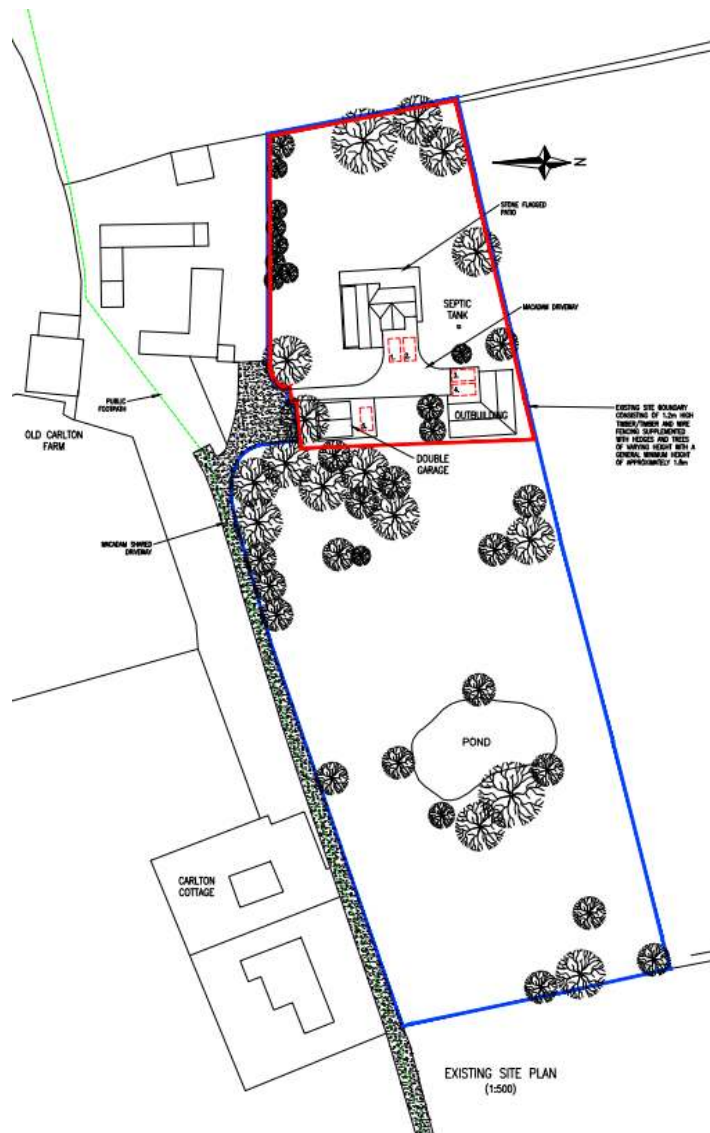 N
STONE FLAGGED
PATIO
SEPTIC
TANK
MACADAM DRIVEWAY
3.
4.
OUTBUILDING
PUBLIC
FOOTPATH
OLD CARLTON
FARM
DOUBLE
GARAGE
EXISTING SITE BOUNDARY
CONSISTING OF 1.2m HIGH
TIMBER/TIMBER AND WIRE
FENCING SUPPLEMENTED
WITH HEDGES AND TREES
OF VARYING HEIGHT WITH A
GENERAL MINIMUM HEIGHT
OF APPROXIMATELY 1.8m
MACADAM SHARED
DRIVEWAY
POND
CARLTON
COTTAGE
EXISTING SITE PLAN
(1:500)